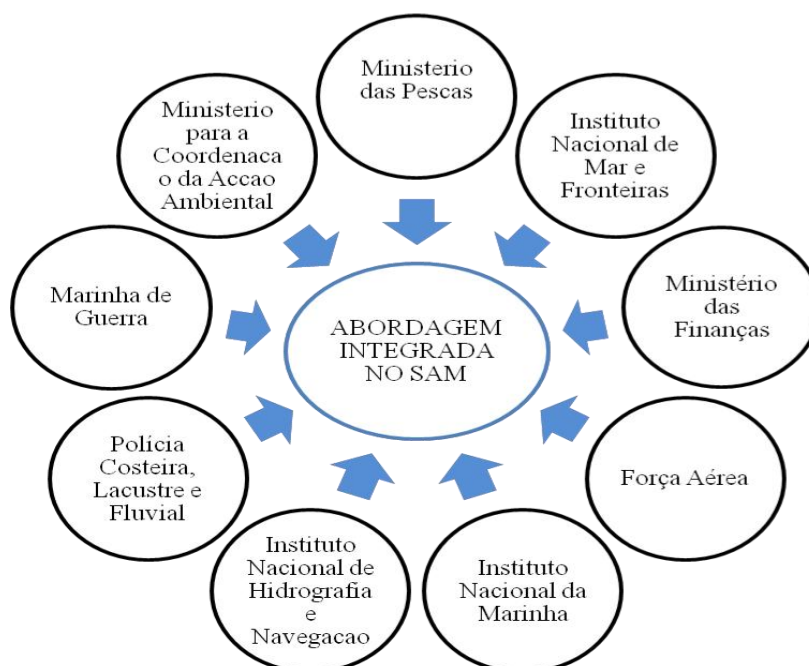 Ministerio
das Pescas
Instituto
Nacional de
Mar e
Fronteiras
Ministério
das
Finanças
Força Aérea
Instituto
Nacional da
Marinha
Instituto
Nacional de
Hidrografia
e
Navegacao
Polícia
Costeira,
Lacustre e
Fluvial
Marinha de
Guerra
Ministerio
para a
Coordenaca
o da Accao
Ambiental
ABORDAGEM
INTEGRADA
NO SAM